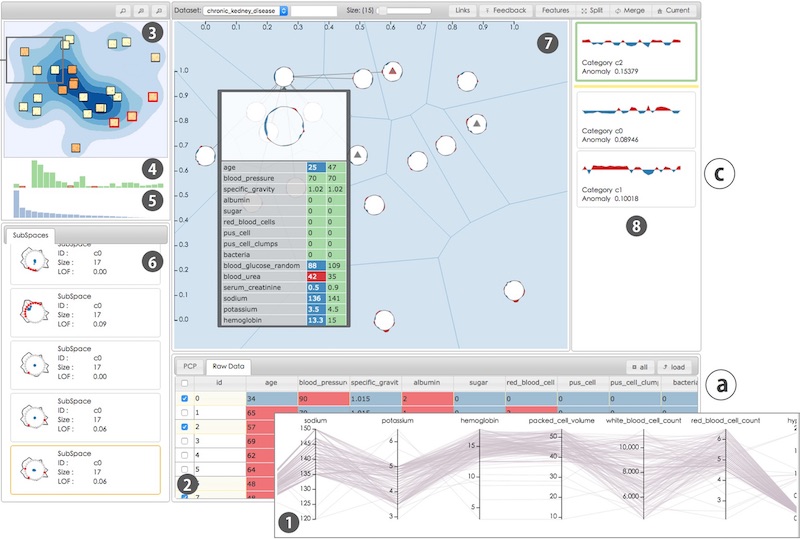 Dataset: chronic_kedney_disease Size: (15) Links Feedback Features Split Merge Current
3
0.0 0.1 0.2 0.3 0.4 0.5 0.6 0.7 0.8 0.9 1.0
7
1.0
0.9
0.8
0.7
0.6
0.5
0.4
0.3
0.2
0.1
0.0
4
5
age 25 47
blood_pressure 70 70
specific_gravity 1.02 1.02
albumin 0 0
sugar 0 0
red_blood_cells 0 0
pus_cell 0 0
pus_cell_clumps 0 0
bacteria 0 0
blood_glucose_random 88 109
blood_urea 42 35
serum_creatinine 0.5 0.9
sodium 136 141
potassium 3.5 4.5
hemoglobin 13.3 15
Category c2
Anomaly 0.15379
Category c0
Anomaly 0.08946
Category c1
Anomaly 0.10018
8
c
SubSpaces
6
SubSpace
ID : c0
Size : 17
LOF : 0.00
SubSpace
ID : c0
Size : 17
LOF : 0.09
SubSpace
ID : c0
Size : 17
LOF : 0.00
SubSpace
ID : c0
Size : 17
LOF : 0.06
SubSpace
ID : c0
Size : 17
LOF : 0.06
PCP Raw Data all load
a
id age blood_pressure specific_gravit albumin sugar red_blood_cell pus_cell pus_cell_clump bacteria
0 34 90 1.015 2 0 0 0 0 0
1 65
2 57
3 69
4 62
5 64
48
48
2
sodium potassium hemoglobin packed_cell_volume white_blood_cell_count red_blood_cell_count hy
150
145
140
135
130
125
120
6
5
4
3
15
10
5
50
40
30
20
10
10,000
8,000
6,000
6
5
4
3
1